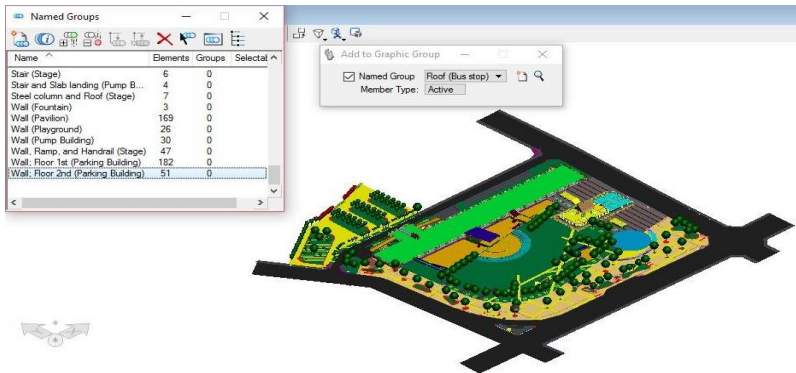 Named Groups
Name Elements Groups Selectal
Stair (Stage) 6 0
Stair and Slab landing (Pump B... 4 0
Steel column and Roof (Stage) 7 0
Wall (Fountain) 3 0
Wall (Pavilion) 169 0
Wall (Playground) 26 0
Wall (Pump Building) 30 0
Wall, Ramp, and Handrail (Stage) 47 0
Wall; Floor 1st (Parking Building) 182 0
Wall; Floor 2nd (Parking Building) 51 0
Add to Graphic Group
Named Group Roof (Bus stop)
Member Type: Active